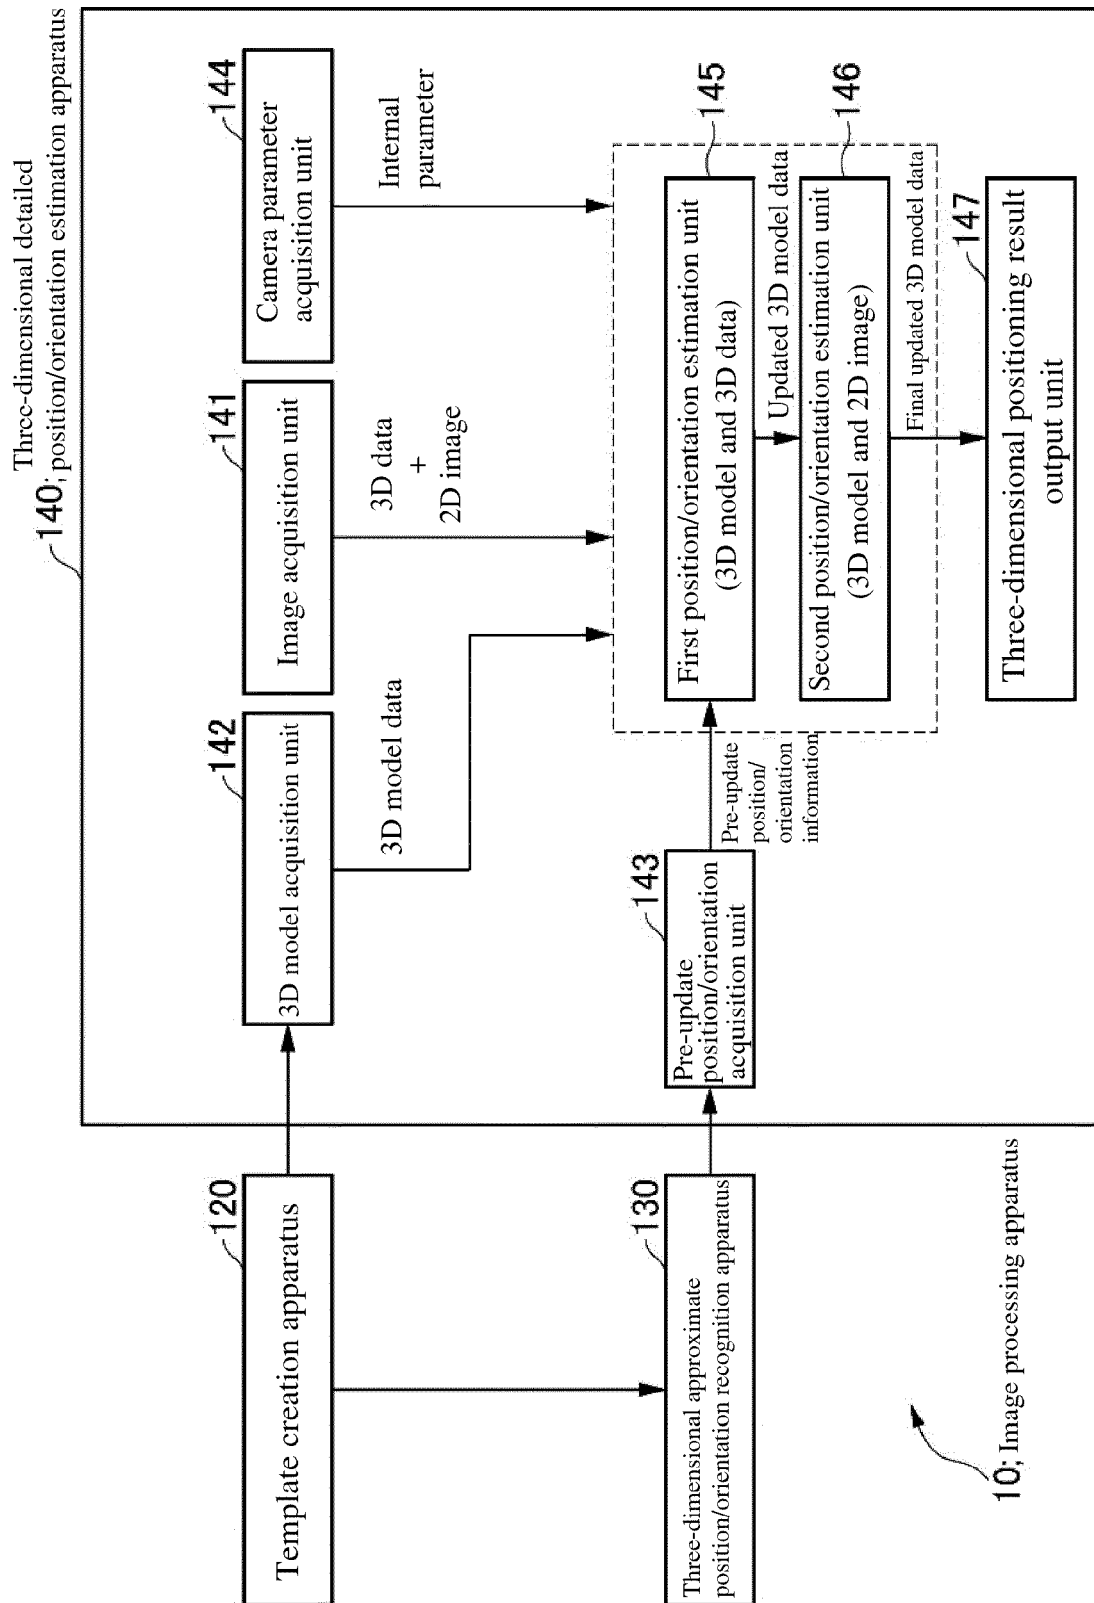 Three-dimensional detailed
140;position/orientation estimation apparatus
120
Template creation apparatus
142
3D model acquisition unit
141
Image acquisition unit
144
Camera parameter
acquisition unit
3D model data
3D data
+
2D image
Internal
parameter
130
Three-dimensional approximate
position/orientation recognition apparatus
143
Pre-update
position/orientation
acquisition unit
Pre-update
position/
orientation
information
145
First position/orientation estimation unit
(3D model and 3D data)
Updated 3D model data
146
Second position/orientation estimation unit
(3D model and 2D image)
Final updated 3D model data
147
Three-dimensional positioning result
output unit
10; Image processing apparatus